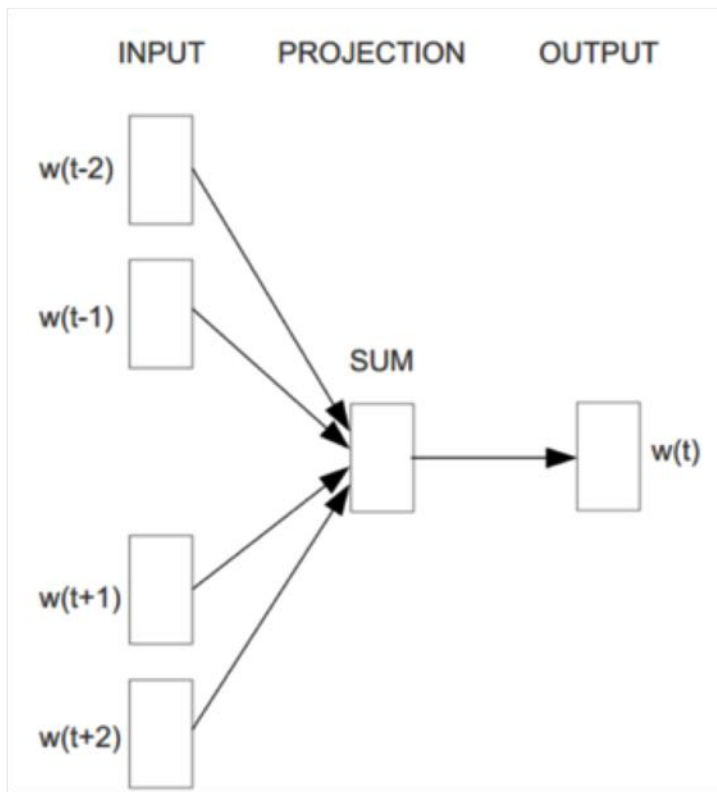 INPUT PROJECTION OUTPUT
w(t-2)
w(t-1)
SUM
w(t)
w(t+1)
w(t+2)